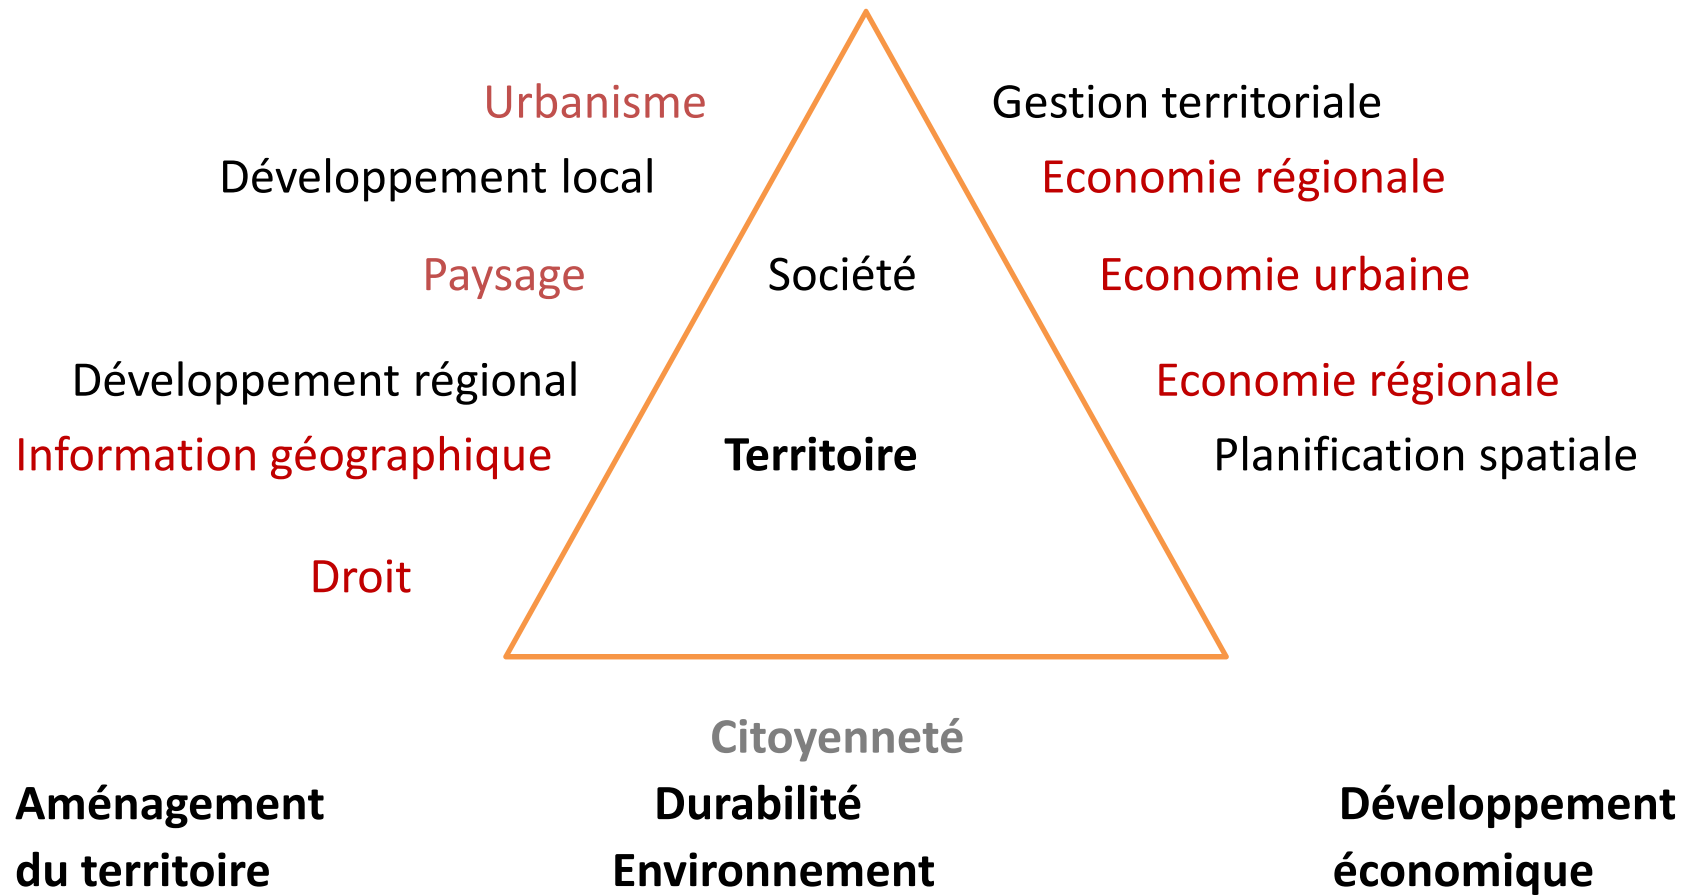 Urbanisme Gestion territoriale
Développement local Economie régionale
Paysage Société Economie urbaine
Développement régional Economie régionale
Information géographique Territoire Planification spatiale
Droit
Citoyenneté
Aménagement Durabilité Développement
du territoire Environnement économique